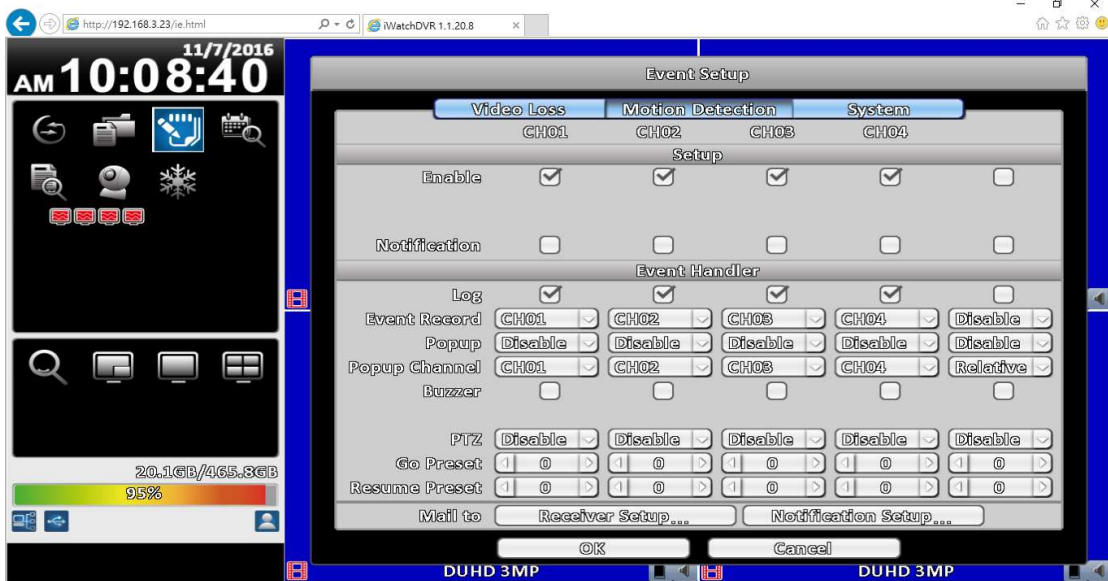 http://192.168.3.23/ie.html
iWatchDVR 1.1.20.8
11/7/2016
AM 10:08:40
20.1GB/465.8GB
95%
Event Setup
Video Loss Motion Detection System
CH01 CH02 CH03 CH04
Setup
Enable
Notification
Event Handler
Log
Event Record CH01 CH02 CH03 CH04 Disable
Popup Disable Disable Disable Disable Disable
Popup Channel CH01 CH02 CH03 CH04 Relative
Buzzer
PTZ Disable Disable Disable Disable Disable
Go Preset 0 0 0 0 0
Resume Preset 0 0 0 0 0
Mail to Receiver Setup... Notification Setup...
OK Cancel
DUHD 3MP DUHD 3MP